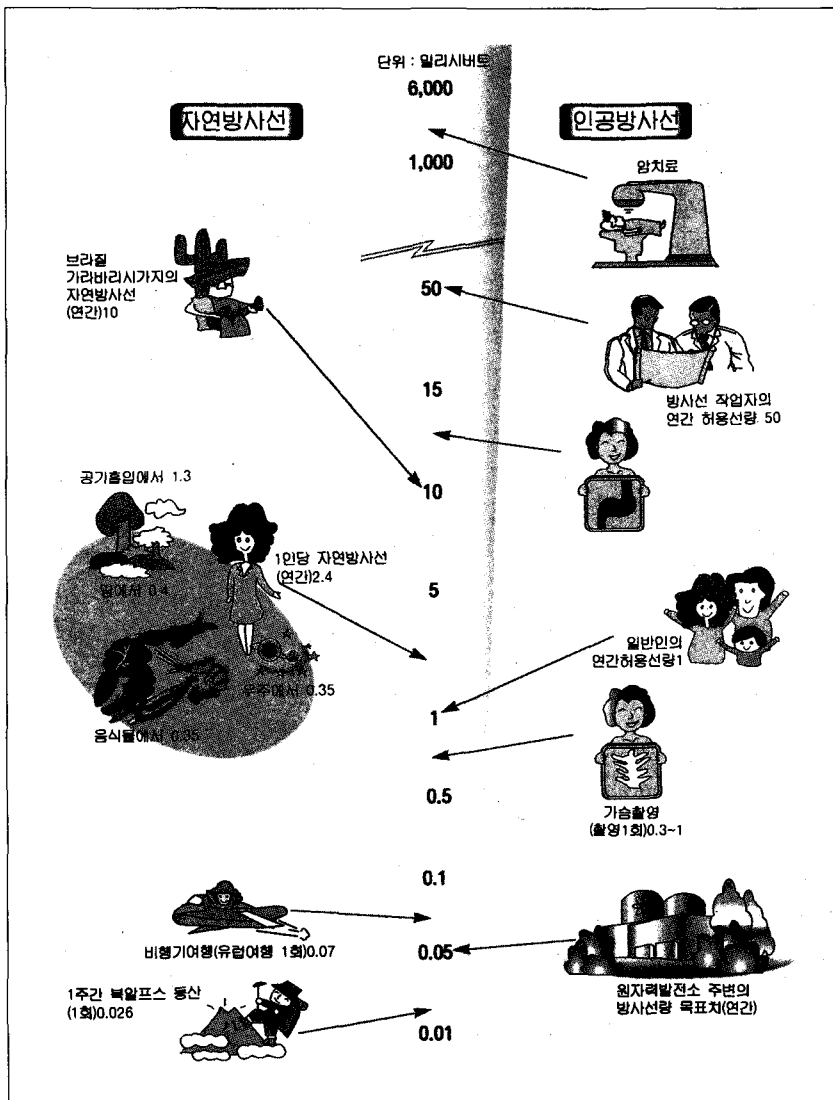 단위 : 밀리시버트
6,000
자연방사선
인공방사선
1,000
암치료
브라질
가라바리시가지의
자연방사선
(연간)10
50
15
방사선 작업자의
연간 허용선량 50
10
공기흡입에서 1.3
1인당 자연방사선
(연간)2.4
땅에서 0.4
5
일반인의
연간허용선량1
우주에서 0.35
음식물에서 0.35
1
0.5
가슴촬영
(촬영1회)0.3~1
0.1
비행기여행(유럽여행 1회)0.07
0.05
1주간 북알프스 등산
(1회)0.026
원자력발전소 주변의
방사선량 목표치(연간)
0.01